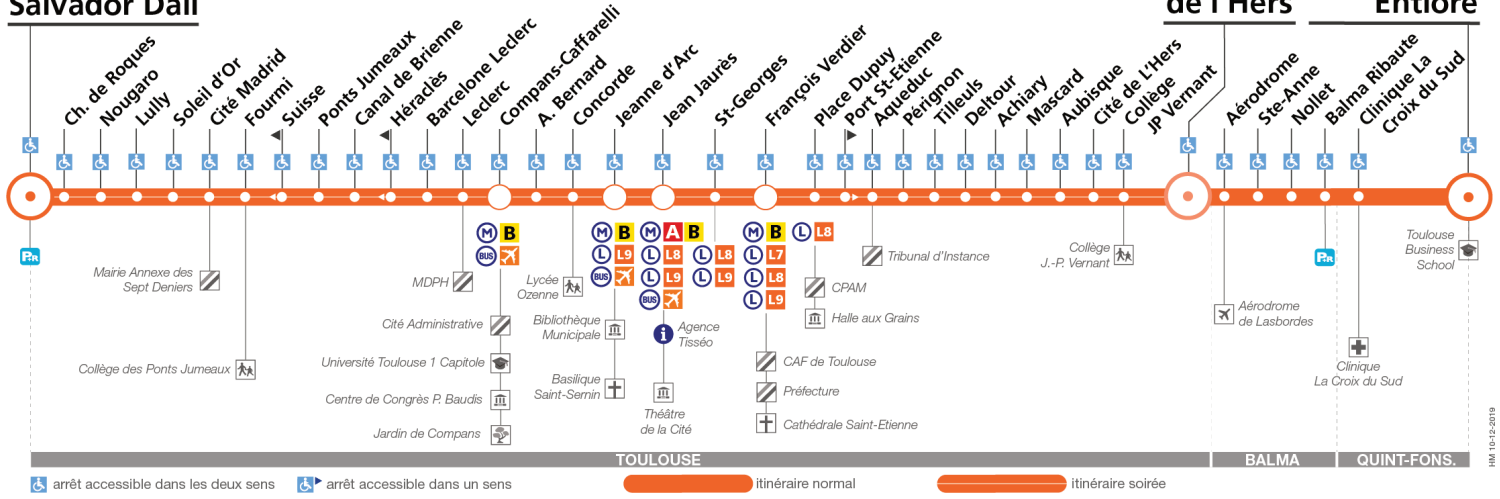 Salvador Dali
de l'Hers
Entiore
Ch. de Roques
Nougaro
Lully
Soleil d'Or
Cité Madrid
Fourmi
Suisse
Ponts Jumeaux
Canal de Brienne
Héraclès
Barcelone Leclerc
Leclerc
Compans-Caffarelli
A. Bernard
Concorde
Jeanne d'Arc
Jean Jaurès
St-Georges
François Verdier
Place Dupuy
Port St-Etienne
Aqueduc
Pérignon
Tilleuls
Deltour
Achiary
Mascard
Aubisque
Cité de L'Hers
Collège
JP Vernant
Aérodrome
Ste-Anne
Nollet
Balma Ribaute
Clinique La
Croix du Sud
P+R
Mairie Annexe des
Sept Deniers
Collège des Ponts Jumeaux
MDPH
M B
BUS
Cité Administrative
Université Toulouse 1 Capitole
Centre de Congrès P. Baudis
Jardin de Compans
Lycée
Ozenne
M B
L L9
BUS
Bibliothèque
Municipale
Basilique
Saint-Sernin
M A B
L L8
L L9
BUS
Agence
Tisséo
Théâtre
de la Cité
L L8
L L9
M B
L L7
L L8
L L9
CAF de Toulouse
Préfecture
Cathédrale Saint-Etienne
L L8
CPAM
Halle aux Grains
Tribunal d'Instance
Collège
J.-P. Vernant
Aérodrome
de Lasbordes
P+R
Clinique
La Croix du Sud
Toulouse
Business
School
TOULOUSE
BALMA
QUINT-FONS.
arrêt accessible dans les deux sens
arrêt accessible dans un sens
itinéraire normal
itinéraire soirée
HM 10-12-2019